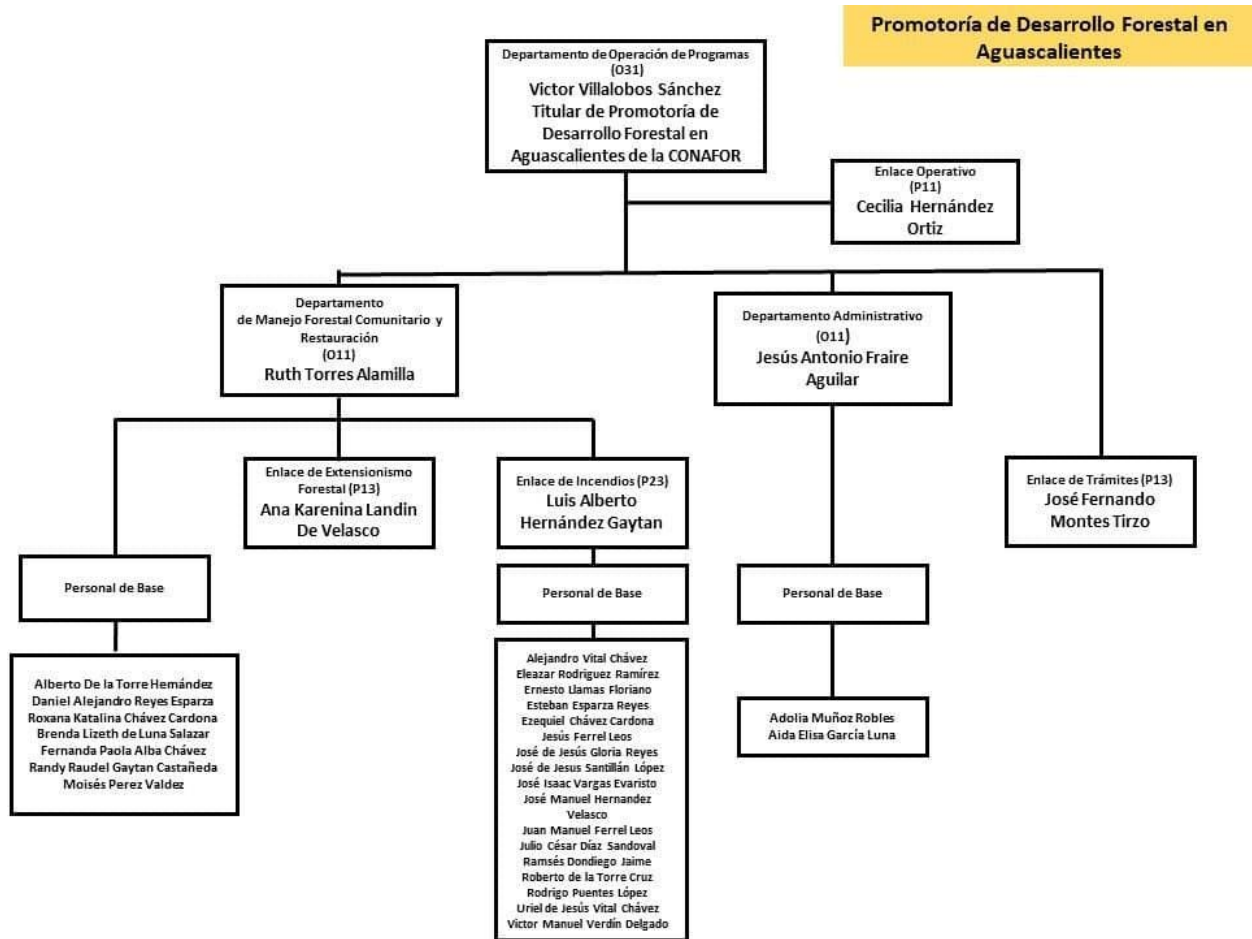 Promotoría de Desarrollo Forestal en
Aguascalientes
Departamento de Operación de Programas
(O31)
Victor Villalobos Sánchez
Titular de Promotoría de
Desarrollo Forestal en
Aguascalientes de la CONAFOR
Enlace Operativo
(P11)
Cecilia Hernández
Ortiz
Departamento
de Manejo Forestal Comunitario y
Restauración
(O11)
Ruth Torres Alamilla
Departamento Administrativo
(O11)
Jesús Antonio Fraire
Aguilar
Enlace de Extensionismo
Forestal (P13)
Ana Karenina Landin
De Velasco
Enlace de Incendios (P23)
Luis Alberto
Hernández Gaytan
Enlace de Trámites (P13)
José Fernando
Montes Tirzo
Personal de Base
Personal de Base
Personal de Base
Alberto De la Torre Hernández
Daniel Alejandro Reyes Esparza
Roxana Katalina Chávez Cardona
Brenda Lizeth de Luna Salazar
Fernanda Paola Alba Chávez
Randy Raudel Gaytan Castañeda
Moisés Perez Valdez
Alejandro Vital Chávez
Eleazar Rodriguez Ramírez
Ernesto Llamas Floriano
Esteban Esparza Reyes
Ezequiel Chávez Cardona
Jesús Ferrel Leos
José de Jesús Gloria Reyes
José de Jesus Santillán López
José Isaac Vargas Evaristo
José Manuel Hernandez
Velasco
Juan Manuel Ferrel Leos
Julio César Díaz Sandoval
Ramsés Dondiego Jaime
Roberto de la Torre Cruz
Rodrigo Puentes López
Uriel de Jesús Vital Chávez
Victor Manuel Verdín Delgado
Adolia Muñoz Robles
Aida Elisa García Luna